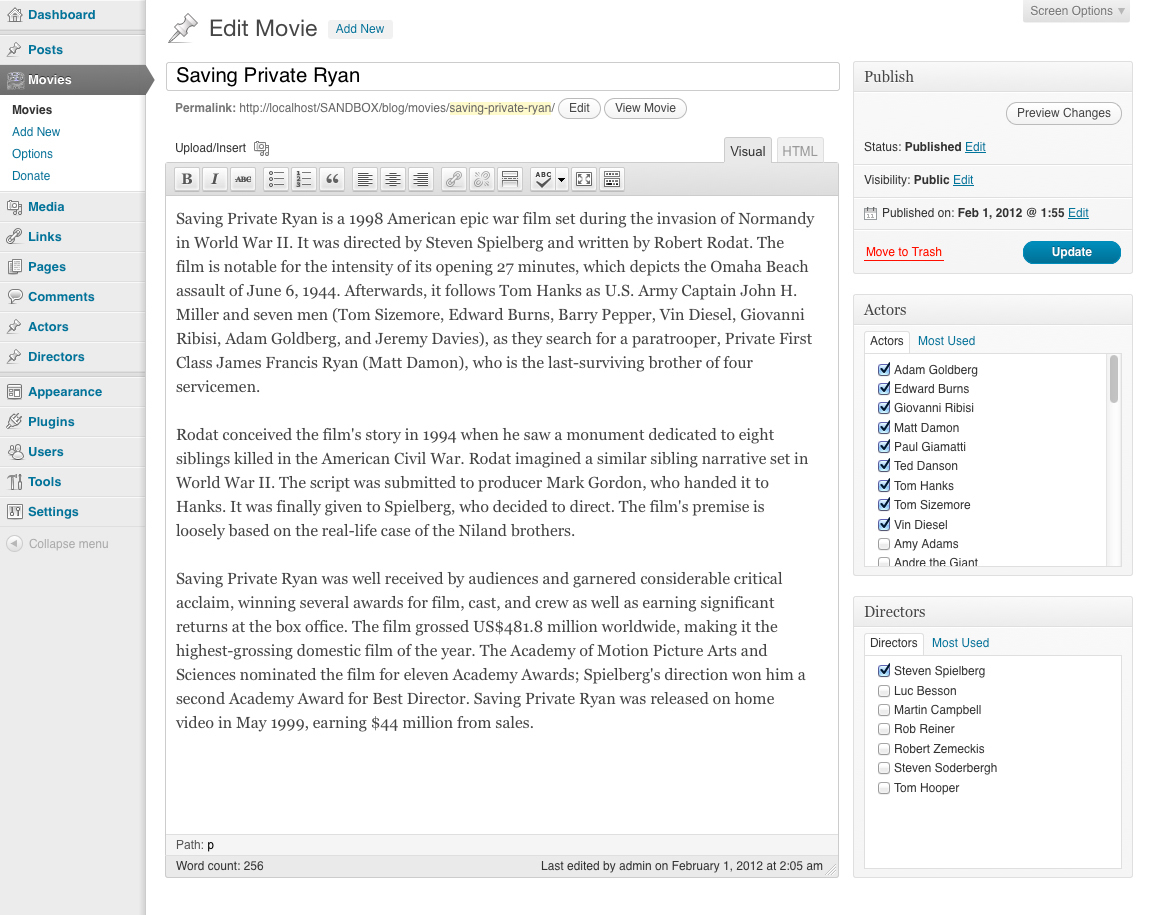 Dashboard
Posts
Movies
Movies
Add New
Options
Donate
Media
Links
Pages
Comments
Actors
Directors
Appearance
Plugins
Users
Tools
Settings
Collapse menu
Screen Options
Edit Movie Add New
Saving Private Ryan
Permalink: http://localhost/SANDBOX/blog/movies/saving-private-ryan/ Edit View Movie
Upload/Insert
Visual HTML
B I ABC ABC
Saving Private Ryan is a 1998 American epic war film set during the invasion of Normandy
in World War II. It was directed by Steven Spielberg and written by Robert Rodat. The
film is notable for the intensity of its opening 27 minutes, which depicts the Omaha Beach
assault of June 6, 1944. Afterwards, it follows Tom Hanks as U.S. Army Captain John H.
Miller and seven men (Tom Sizemore, Edward Burns, Barry Pepper, Vin Diesel, Giovanni
Ribisi, Adam Goldberg, and Jeremy Davies), as they search for a paratrooper, Private First
Class James Francis Ryan (Matt Damon), who is the last-surviving brother of four
servicemen.
Rodat conceived the film's story in 1994 when he saw a monument dedicated to eight
siblings killed in the American Civil War. Rodat imagined a similar sibling narrative set in
World War II. The script was submitted to producer Mark Gordon, who handed it to
Hanks. It was finally given to Spielberg, who decided to direct. The film's premise is
loosely based on the real-life case of the Niland brothers.
Saving Private Ryan was well received by audiences and garnered considerable critical
acclaim, winning several awards for film, cast, and crew as well as earning significant
returns at the box office. The film grossed US$481.8 million worldwide, making it the
highest-grossing domestic film of the year. The Academy of Motion Picture Arts and
Sciences nominated the film for eleven Academy Awards; Spielberg's direction won him a
second Academy Award for Best Director. Saving Private Ryan was released on home
video in May 1999, earning $44 million from sales.
Path: p
Word count: 256 Last edited by admin on February 1, 2012 at 2:05 am
Publish
Preview Changes
Status: Published Edit
Visibility: Public Edit
Published on: Feb 1, 2012 @ 1:55 Edit
Move to Trash Update
Actors
Actors Most Used
Adam Goldberg
Edward Burns
Giovanni Ribisi
Matt Damon
Paul Giamatti
Ted Danson
Tom Hanks
Tom Sizemore
Vin Diesel
Amy Adams
Andre the Giant
Directors
Directors Most Used
Steven Spielberg
Luc Besson
Martin Campbell
Rob Reiner
Robert Zemeckis
Steven Soderbergh
Tom Hooper